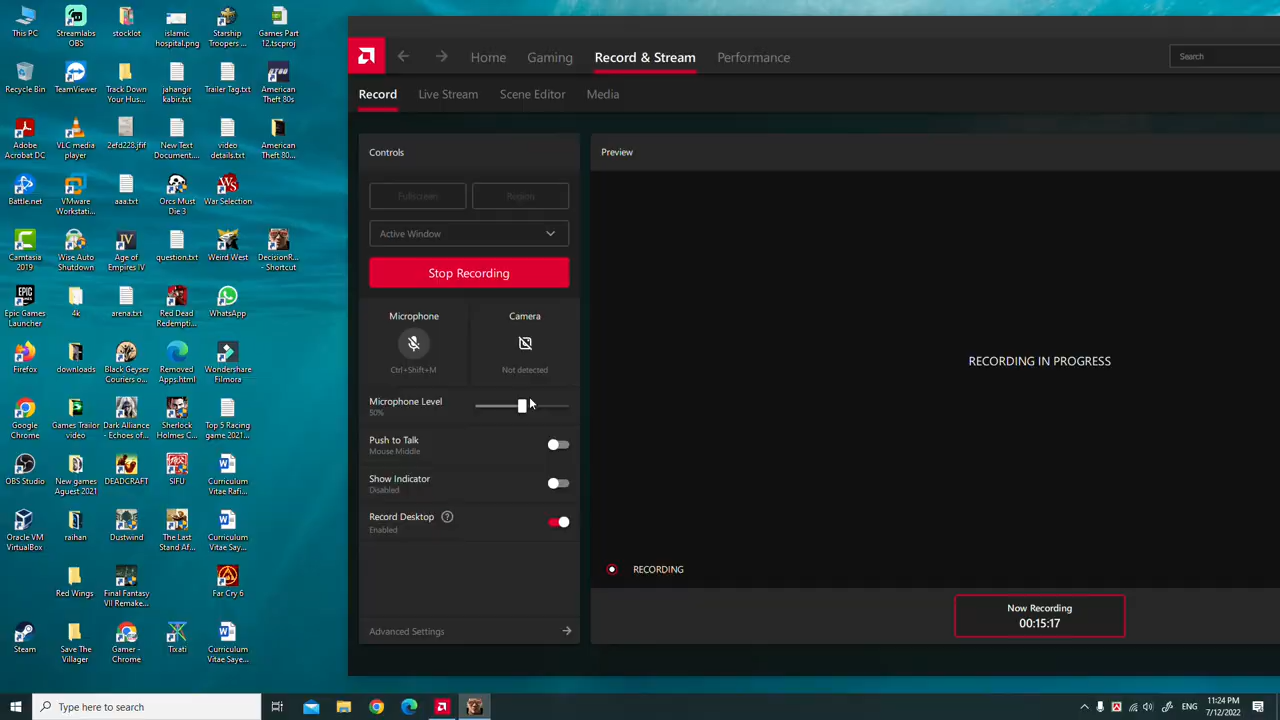 This PC
Streamlabs
OBS
stocklot
islamic
hospital.png
Starship
Troopers ...
Games Part
12.tscproj
Recycle Bin
TeamViewer
Track Down
Your Hus...
jahangir
kabir.txt
Trailer Tag.txt
American
Theft 80s
Adobe
Acrobat DC
VLC media
player
2efd228.jfif
New Text
Document....
video
details.txt
American
Theft 80...
Battle.net
VMware
Workstati...
aaa.txt
Orcs Must
Die 3
War Selection
Camtasia
2019
Wise Auto
Shutdown
Age of
Empires IV
question.txt
Weird West
DecisionR...
- Shortcut
Epic Games
Launcher
4k
arena.txt
Red Dead
Redempti...
WhatsApp
Firefox
downloads
Black Geyser
Couriers o...
Removed
Apps.html
Wondershare
Filmora
Google
Chrome
Games Trailor
video
Dark Alliance
- Echoes of...
Sherlock
Holmes C...
Top 5 Racing
game 2021...
OBS Studio
New games
Aguest 2021
DEADCRAFT
SIFU
Curriculum
Vitae Rafi...
Oracle VM
VirtualBox
raihan
Dustwind
The Last
Stand Af...
Curriculum
Vitae Say...
Red Wings
Final Fantasy
VII Remake...
Far Cry 6
Steam
Save The
Villager
Gamer -
Chrome
Tixati
Curriculum
Vitae Saye...
Home
Gaming
Record & Stream
Performance
Search
Record
Live Stream
Scene Editor
Media
Controls
Fullscreen
Region
Active Window
Stop Recording
Microphone
Camera
Ctrl+Shift+M
Not detected
Microphone Level
50%
Push to Talk
Mouse Middle
Show Indicator
Disabled
Record Desktop
Enabled
Advanced Settings
Preview
RECORDING IN PROGRESS
RECORDING
Now Recording
00:15:17
Type here to search
ENG
11:24 PM
7/12/2022